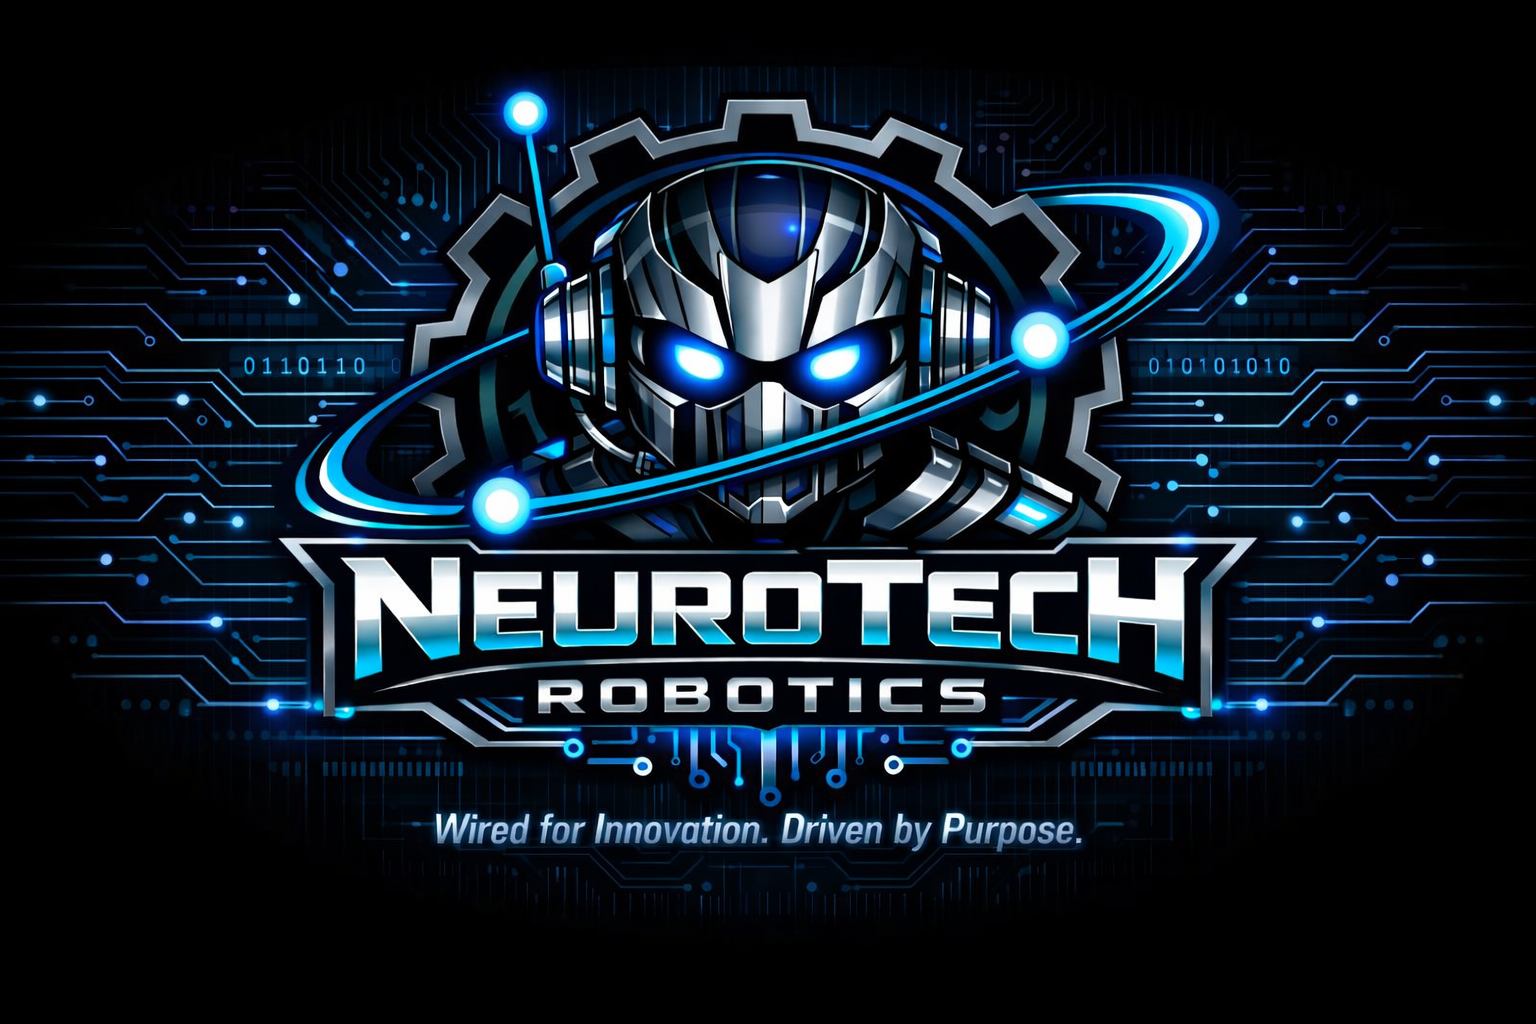 0110110
010101010
NEUROTECH
ROBOTICS
Wired for Innovation. Driven by Purpose.